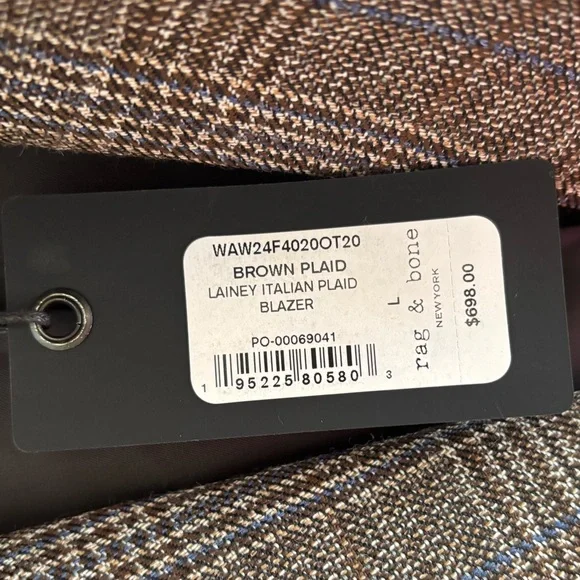 WAW24F4020OT20
BROWN PLAID
LAINEY ITALIAN PLAID
BLAZER
PO-00069041
1 95225 80580 3
L
rag & bone
NEW YORK
$698.00